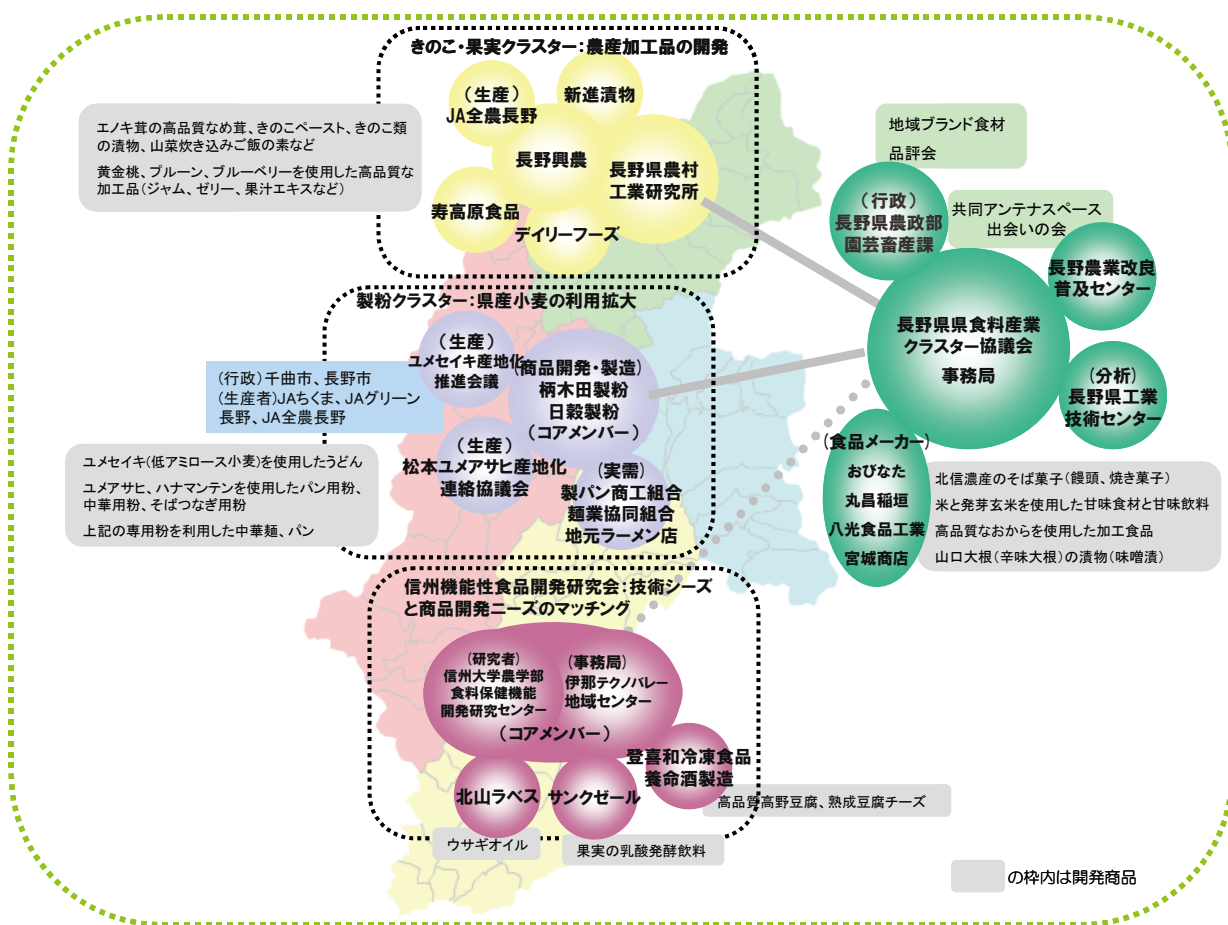 きのこ・果実クラスター：農産加工品の開発
（生産）
JA全農長野
新進漬物
長野興農
長野県農村
工業研究所
寿高原食品
デイリーフーズ
エノキ茸の高品質なめ茸、きのこペースト、きのこ類
の漬物、山菜炊き込みご飯の素など
黄金桃、プルーン、ブルーベリーを使用した高品質な
加工品（ジャム、ゼリー、果汁エキスなど）
地域ブランド食材
品評会
（行政）
長野県農政部
園芸畜産課
共同アンテナスペース
出会いの会
長野農業改良
普及センター
長野県県食料産業
クラスター協議会
事務局
（分析）
長野県工業
技術センター
（食品メーカー）
おびなた
丸昌稲垣
八光食品工業
宮城商店
北信濃産のそば菓子（饅頭、焼き菓子）
米と発芽玄米を使用した甘味食材と甘味飲料
高品質なおからを使用した加工食品
山口大根（辛味大根）の漬物（味噌漬）
製粉クラスター：県産小麦の利用拡大
（生産）
ユメセイキ産地化
推進会議
（商品開発・製造）
柄木田製粉
日穀製粉
（コアメンバー）
（行政）千曲市、長野市
（生産者）JAちくま、JAグリーン
長野、JA全農長野
（生産）
松本ユメアサヒ産地化
連絡協議会
（実需）
製パン商工組合
麺業協同組合
地元ラーメン店
ユメセイキ（低アミロース小麦）を使用したうどん
ユメアサヒ、ハナマンテンを使用したパン用粉、
中華用粉、そばつなぎ用粉
上記の専用粉を利用した中華麺、パン
信州機能性食品開発研究会：技術シーズ
と商品開発ニーズのマッチング
（研究者）
信州大学農学部
食料保健機能
開発研究センター
（事務局）
伊那テクノバレー
地域センター
（コアメンバー）
登喜和冷凍食品
養命酒製造
北山ラベス
サンクゼール
高品質高野豆腐、熟成豆腐チーズ
ウサギオイル
果実の乳酸発酵飲料
の枠内は開発商品